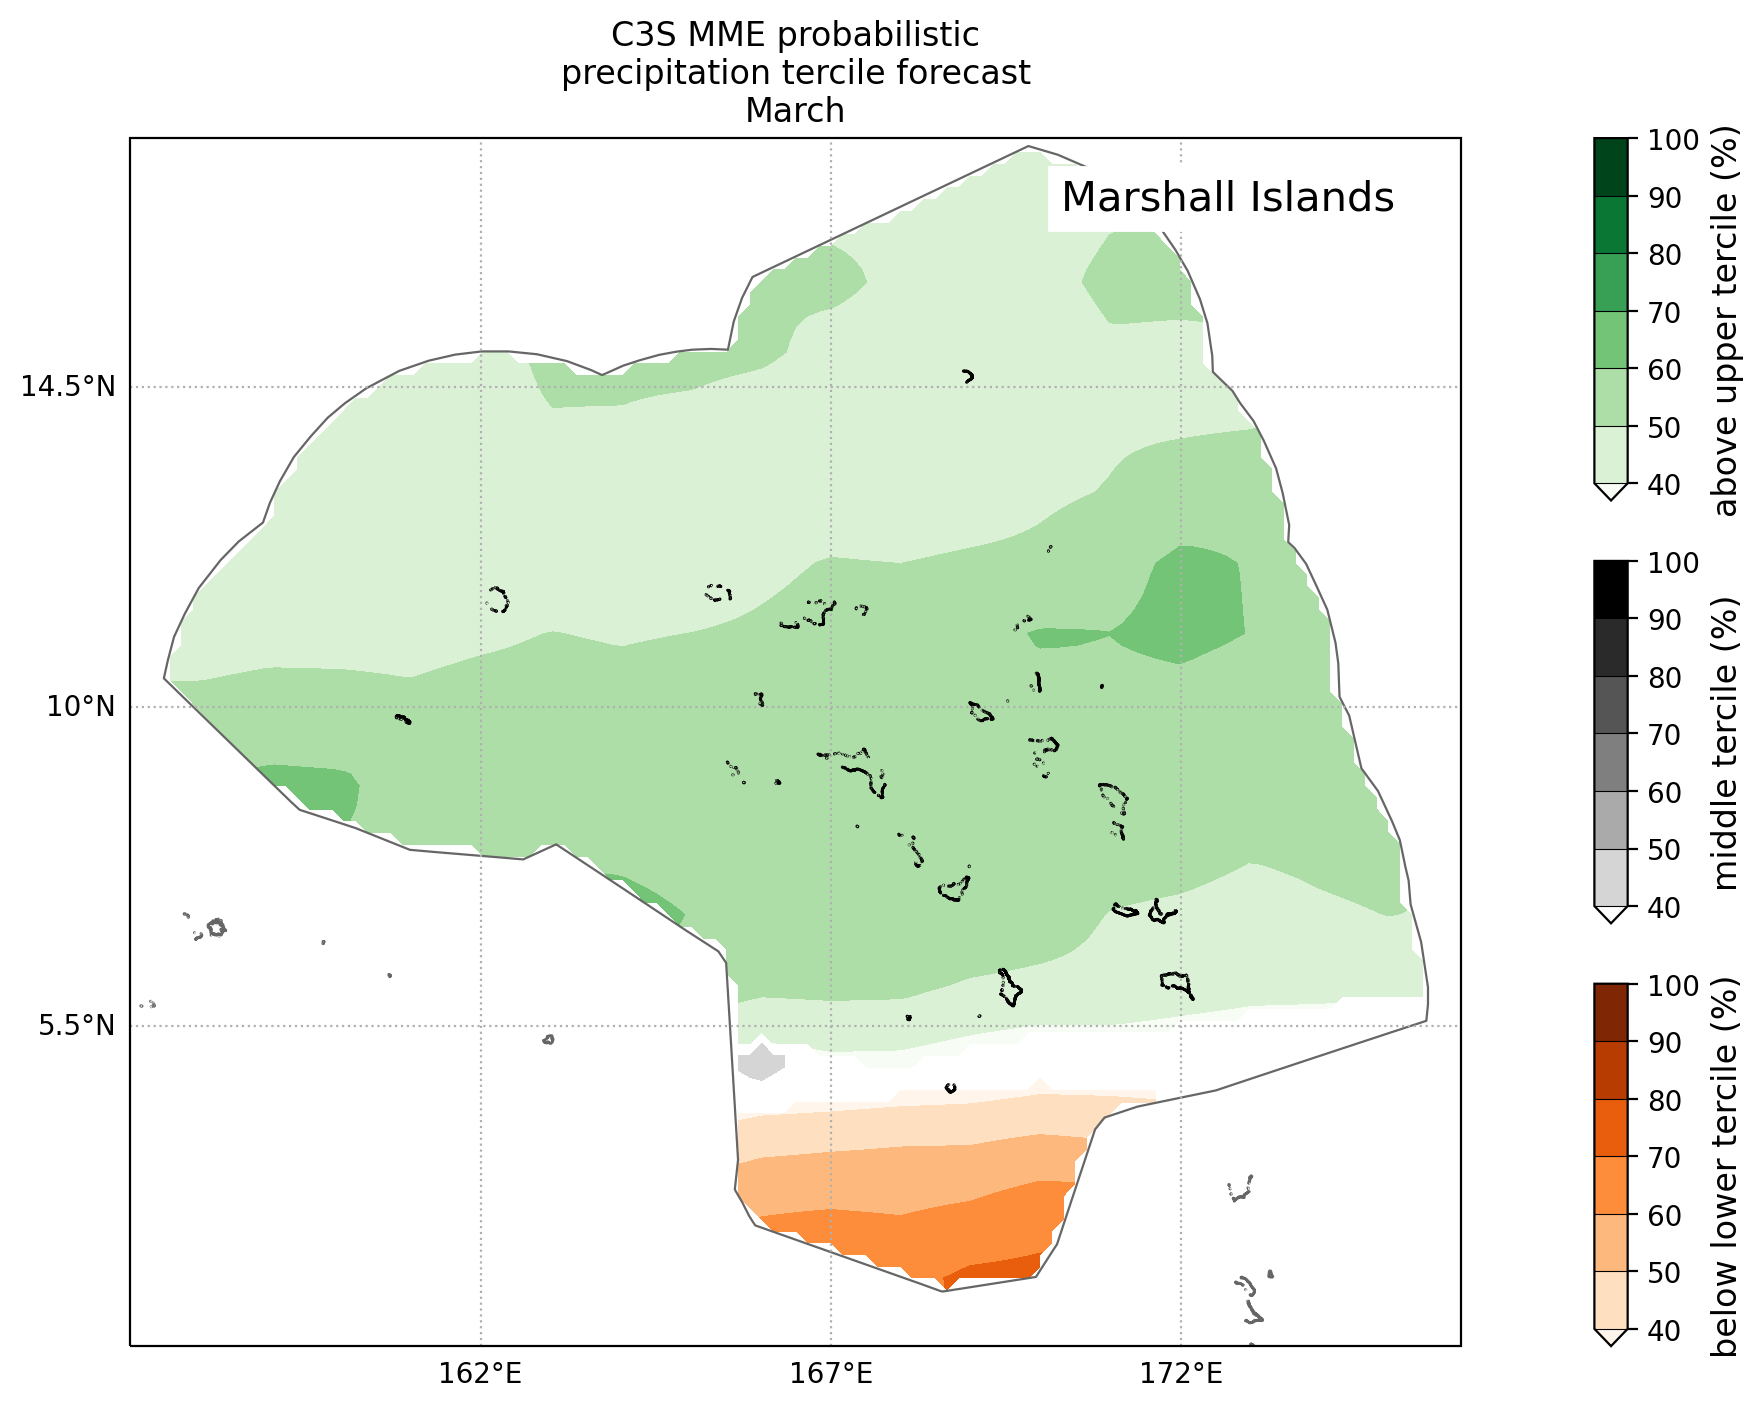 C3S MME probabilistic
precipitation tercile forecast
March
Marshall Islands
14.5°N
10°N
5.5°N
162°E
167°E
172°E
100
90
80
70
60
50
40
above upper tercile (%)
100
90
80
70
60
50
40
middle tercile (%)
100
90
80
70
60
50
40
below lower tercile (%)